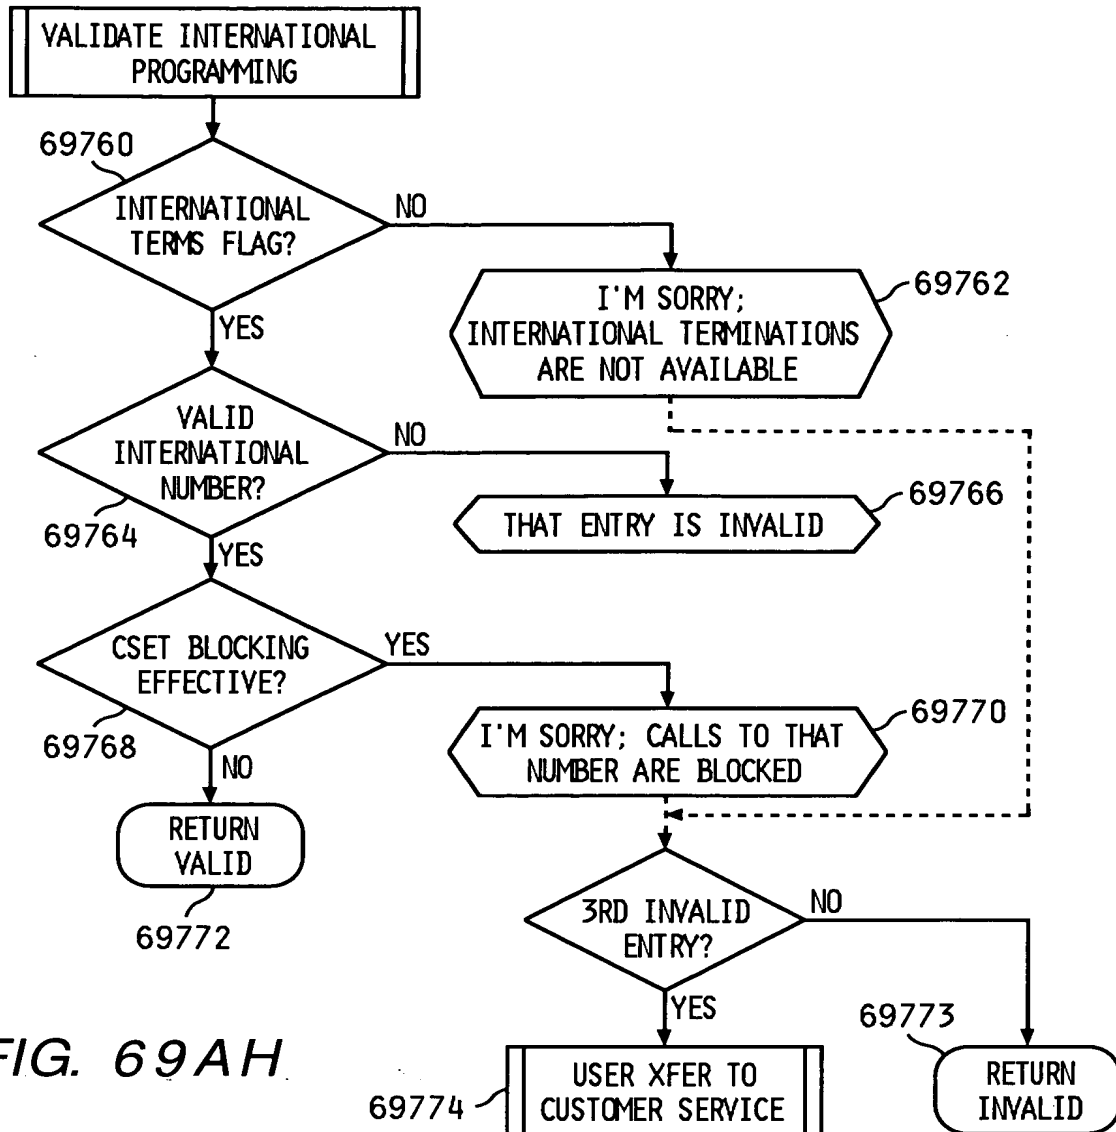 VALIDATE INTERNATIONAL
PROGRAMMING
69760
INTERNATIONAL
TERMS FLAG?
NO
YES
I'M SORRY;
INTERNATIONAL TERMINATIONS
ARE NOT AVAILABLE
69762
VALID
INTERNATIONAL
NUMBER?
NO
69764
YES
THAT ENTRY IS INVALID
69766
CSET BLOCKING
EFFECTIVE?
YES
69768
NO
I'M SORRY; CALLS TO THAT
NUMBER ARE BLOCKED
69770
RETURN
VALID
69772
3RD INVALID
ENTRY?
NO
YES
69773
USER XFER TO
CUSTOMER SERVICE
69774
RETURN
INVALID
FIG. 69AH